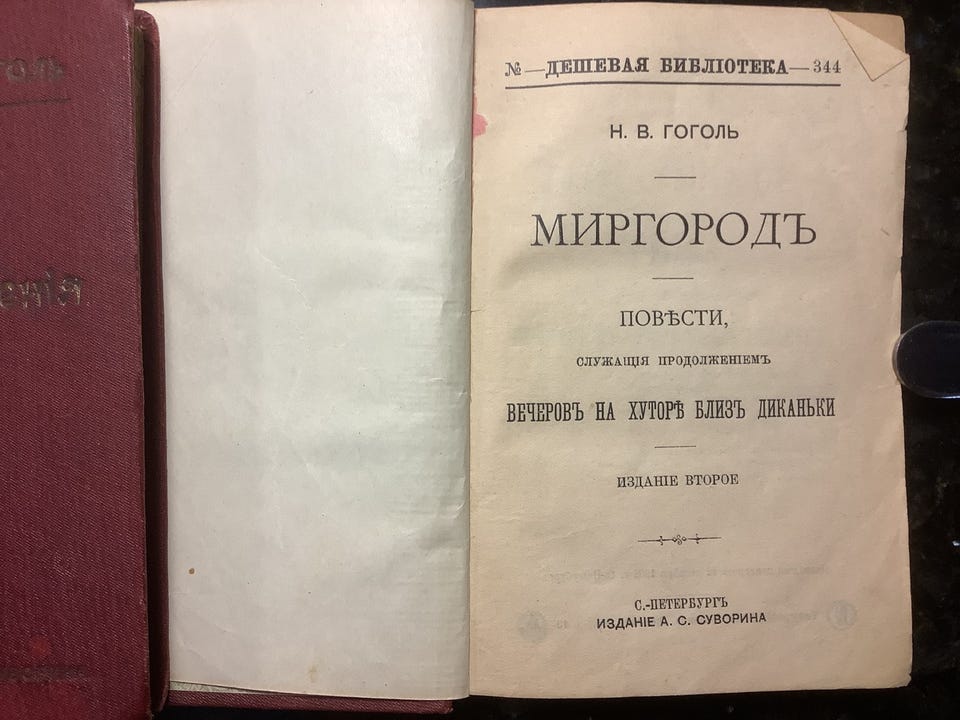 № —ДЕШЕВАЯ БИБЛІОТЕКА— 344
Н. В. ГОГОЛЬ
МИРГОРОДЪ
ПОВѢСТИ,
СЛУЖАЩІЯ ПРОДОЛЖЕНІЕМЪ
ВЕЧЕРОВЪ НА ХУТОРѢ БЛИЗЪ ДИКАНЬКИ
ИЗДАНІЕ ВТОРОЕ
С.-ПЕТЕРБУРГЪ
ИЗДАНІЕ А. С. СУВОРИНА